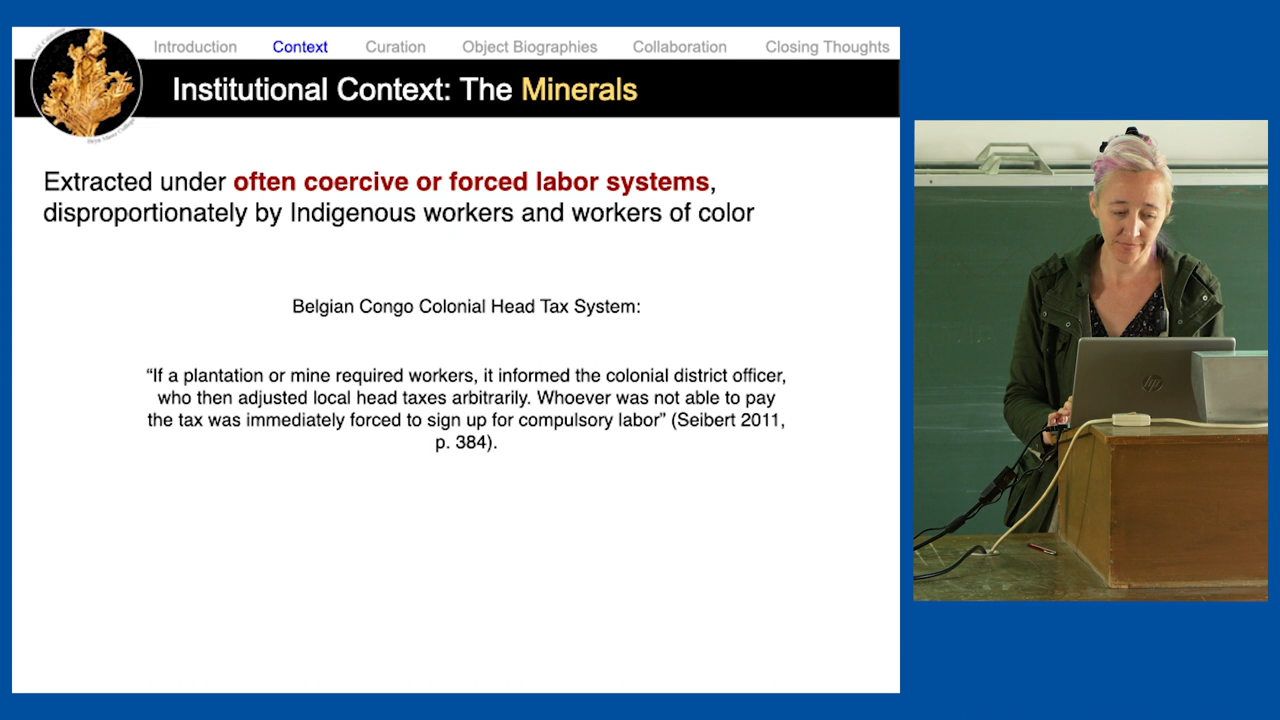 Introduction Context Curation Object Biographies Collaboration Closing Thoughts
Institutional Context: The Minerals
Extracted under often coercive or forced labor systems,
disproportionately by Indigenous workers and workers of color
Belgian Congo Colonial Head Tax System:
“If a plantation or mine required workers, it informed the colonial district officer,
who then adjusted local head taxes arbitrarily. Whoever was not able to pay
the tax was immediately forced to sign up for compulsory labor” (Seibert 2011,
p. 384).
hp